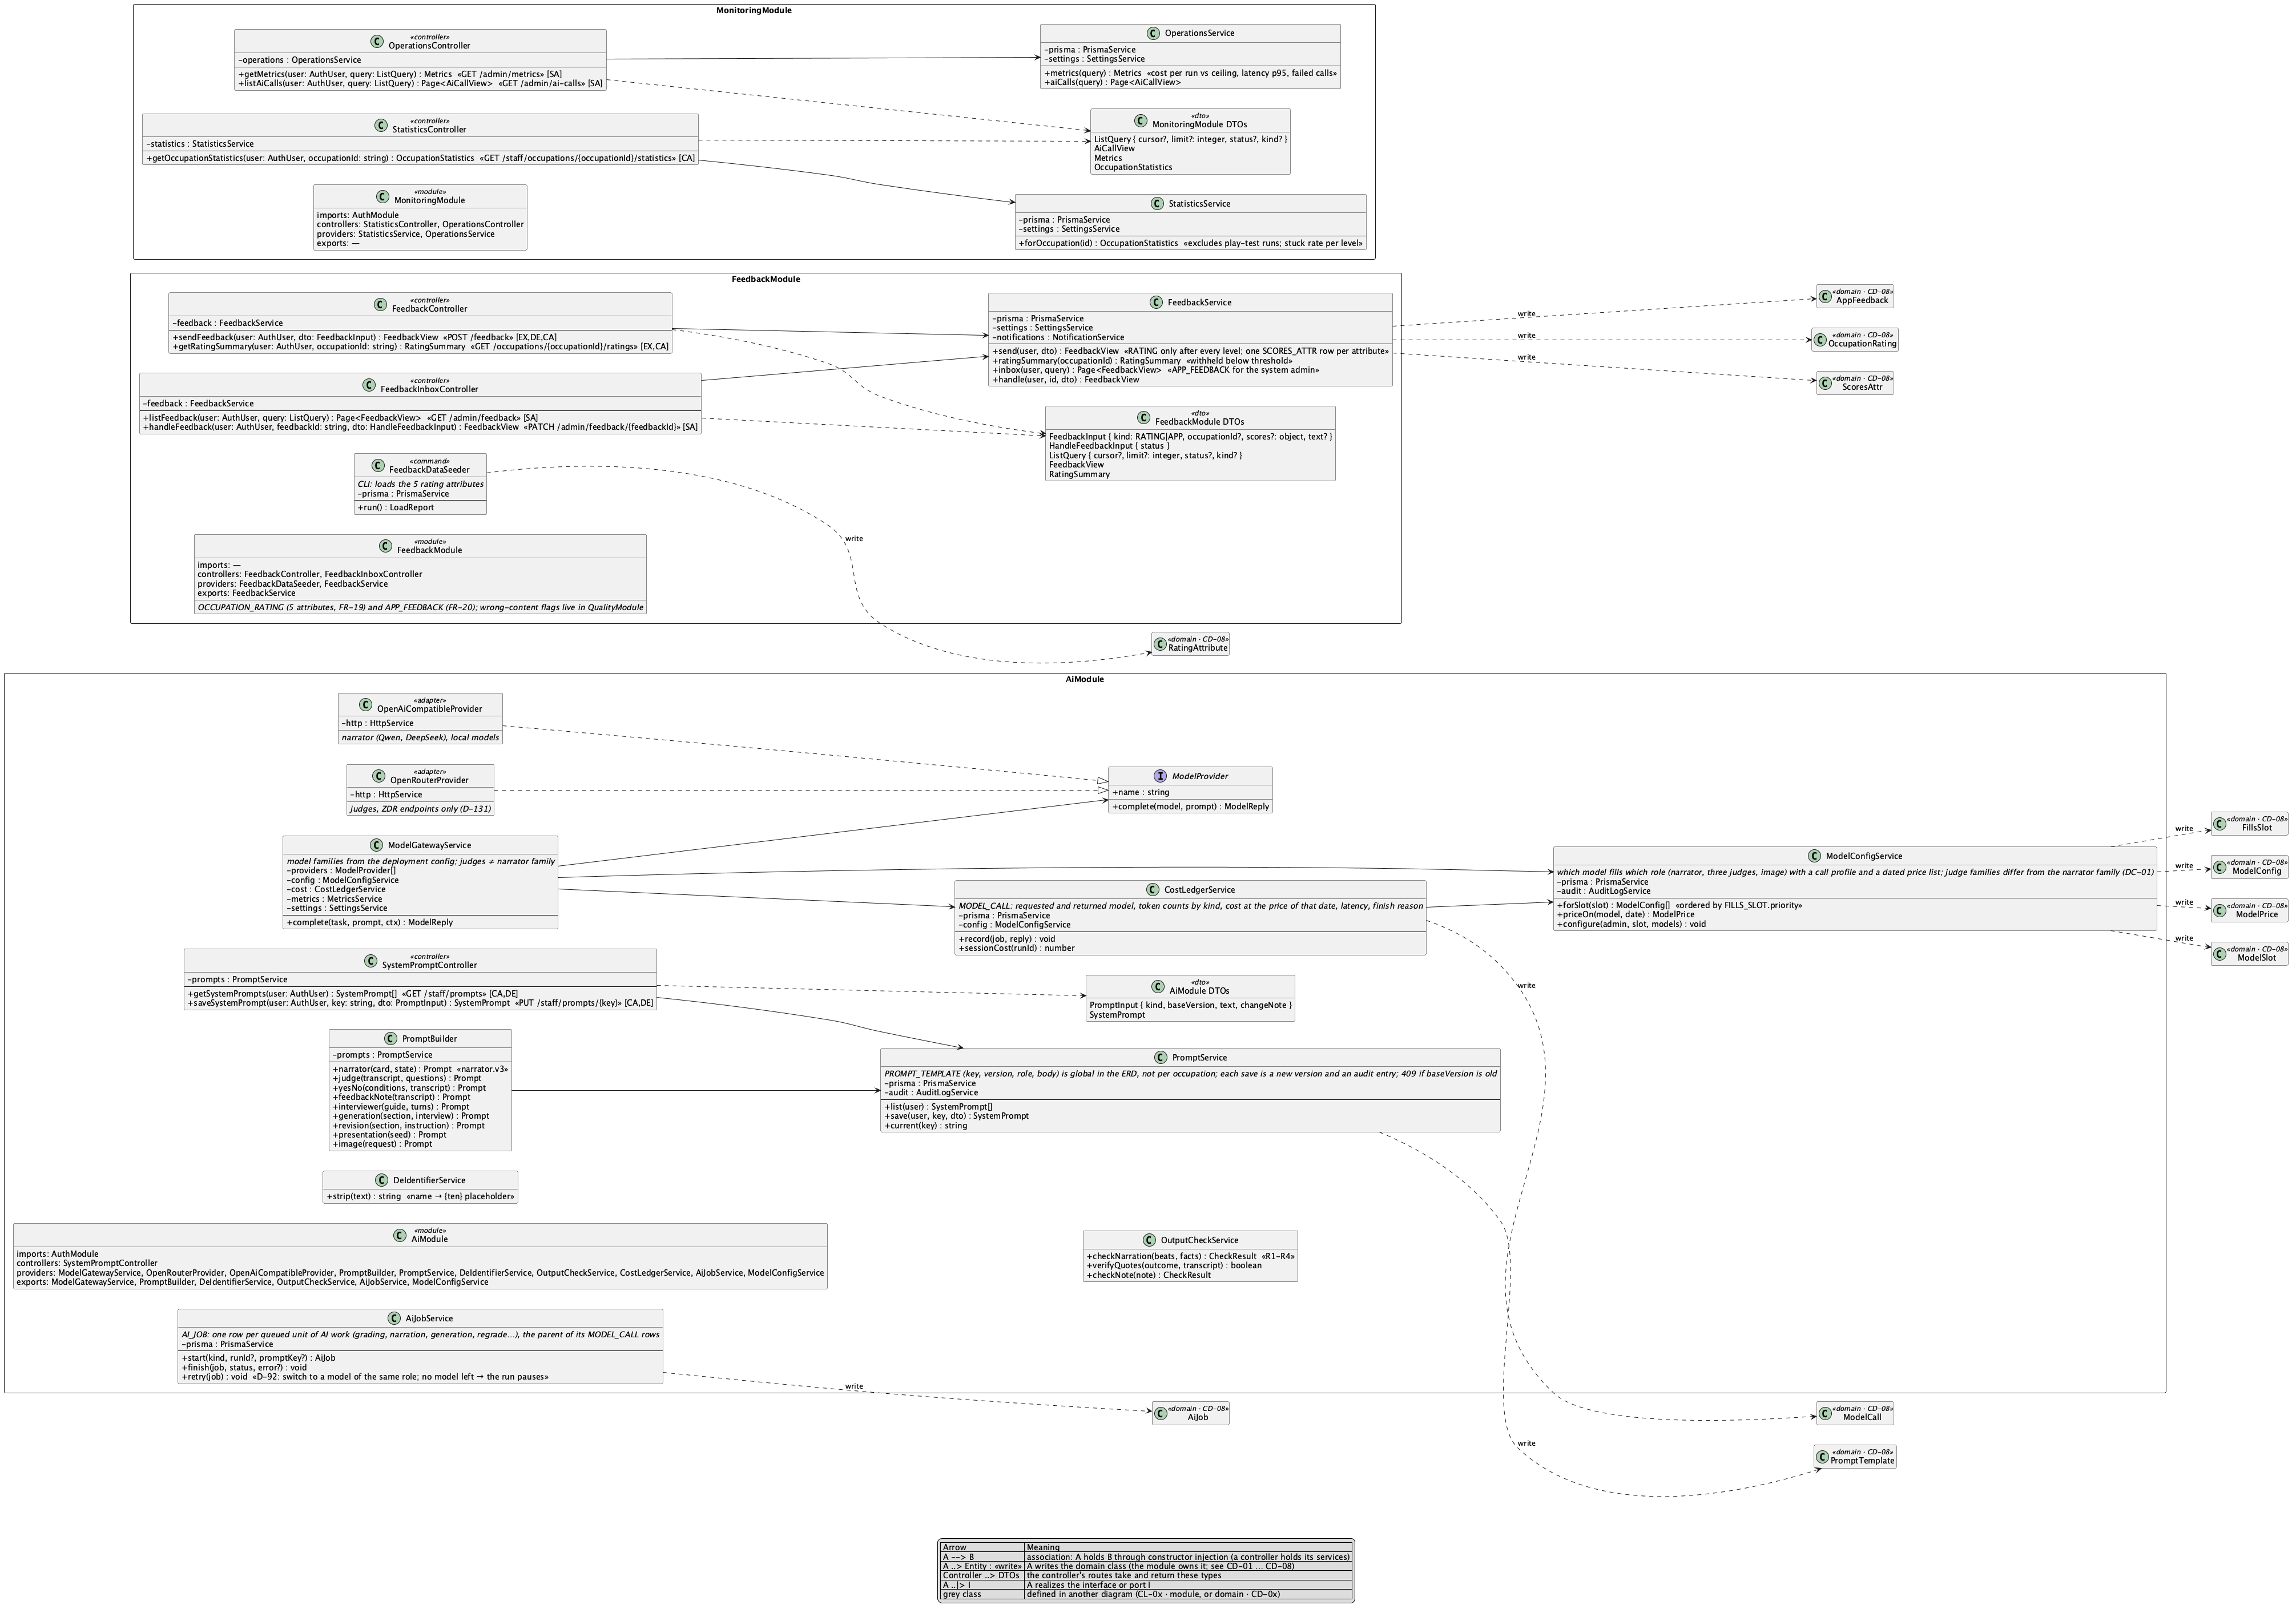 MonitoringModule
«controller»
OperationsController
-operations : OperationsService
+getMetrics(user: AuthUser, query: ListQuery) : Metrics «GET /admin/metrics» [SA]
+listAiCalls(user: AuthUser, query: ListQuery) : Page<AiCallView> «GET /admin/ai-calls» [SA]
OperationsService
-prisma : PrismaService
-settings : SettingsService
+metrics(query) : Metrics «cost per run vs ceiling, latency p95, failed calls»
+aiCalls(query) : Page<AiCallView>
«controller»
StatisticsController
-statistics : StatisticsService
+getOccupationStatistics(user: AuthUser, occupationId: string) : OccupationStatistics «GET /staff/occupations/{occupationId}/statistics» [CA]
«dto»
MonitoringModule DTOs
ListQuery { cursor?, limit?: integer, status?, kind? }
AiCallView
Metrics
OccupationStatistics
«module»
MonitoringModule
imports: AuthModule
controllers: StatisticsController, OperationsController
providers: StatisticsService, OperationsService
exports: —
StatisticsService
-prisma : PrismaService
-settings : SettingsService
+forOccupation(id) : OccupationStatistics «excludes play-test runs; stuck rate per level»
FeedbackModule
«controller»
FeedbackController
-feedback : FeedbackService
+sendFeedback(user: AuthUser, dto: FeedbackInput) : FeedbackView «POST /feedback» [EX,DE,CA]
+getRatingSummary(user: AuthUser, occupationId: string) : RatingSummary «GET /occupations/{occupationId}/ratings» [EX,CA]
FeedbackService
-prisma : PrismaService
-settings : SettingsService
-notifications : NotificationService
+send(user, dto) : FeedbackView «RATING only after every level; one SCORES_ATTR row per attribute»
+ratingSummary(occupationId) : RatingSummary «withheld below threshold»
+inbox(user, query) : Page<FeedbackView> «APP_FEEDBACK for the system admin»
+handle(user, id, dto) : FeedbackView
write
«domain · CD-08»
AppFeedback
write
«domain · CD-08»
OccupationRating
write
«domain · CD-08»
ScoresAttr
«controller»
FeedbackInboxController
-feedback : FeedbackService
+listFeedback(user: AuthUser, query: ListQuery) : Page<FeedbackView> «GET /admin/feedback» [SA]
+handleFeedback(user: AuthUser, feedbackId: string, dto: HandleFeedbackInput) : FeedbackView «PATCH /admin/feedback/{feedbackId}» [SA]
«dto»
FeedbackModule DTOs
FeedbackInput { kind: RATING|APP, occupationId?, scores?: object, text? }
HandleFeedbackInput { status }
ListQuery { cursor?, limit?: integer, status?, kind? }
FeedbackView
RatingSummary
«command»
FeedbackDataSeeder
CLI: loads the 5 rating attributes
-prisma : PrismaService
+run() : LoadReport
write
«module»
FeedbackModule
imports: —
controllers: FeedbackController, FeedbackInboxController
providers: FeedbackDataSeeder, FeedbackService
exports: FeedbackService
OCCUPATION_RATING (5 attributes, FR-19) and APP_FEEDBACK (FR-20); wrong-content flags live in QualityModule
«domain · CD-08»
RatingAttribute
AiModule
«adapter»
OpenAiCompatibleProvider
-http : HttpService
narrator (Qwen, DeepSeek), local models
«adapter»
OpenRouterProvider
-http : HttpService
judges, ZDR endpoints only (D-131)
ModelProvider
+name : string
+complete(model, prompt) : ModelReply
ModelGatewayService
model families from the deployment config; judges ≠ narrator family
-providers : ModelProvider[]
-config : ModelConfigService
-cost : CostLedgerService
-metrics : MetricsService
-settings : SettingsService
+complete(task, prompt, ctx) : ModelReply
CostLedgerService
MODEL_CALL: requested and returned model, token counts by kind, cost at the price of that date, latency, finish reason
-prisma : PrismaService
-config : ModelConfigService
+record(job, reply) : void
+sessionCost(runId) : number
ModelConfigService
which model fills which role (narrator, three judges, image) with a call profile and a dated price list; judge families differ from the narrator family (DC-01)
-prisma : PrismaService
-audit : AuditLogService
+forSlot(slot) : ModelConfig[] «ordered by FILLS_SLOT.priority»
+priceOn(model, date) : ModelPrice
+configure(admin, slot, models) : void
write
«domain · CD-08»
FillsSlot
write
«domain · CD-08»
ModelConfig
write
«domain · CD-08»
ModelPrice
write
«domain · CD-08»
ModelSlot
«controller»
SystemPromptController
-prompts : PromptService
+getSystemPrompts(user: AuthUser) : SystemPrompt[] «GET /staff/prompts» [CA,DE]
+saveSystemPrompt(user: AuthUser, key: string, dto: PromptInput) : SystemPrompt «PUT /staff/prompts/{key}» [CA,DE]
«dto»
AiModule DTOs
PromptInput { kind, baseVersion, text, changeNote }
SystemPrompt
write
PromptBuilder
-prompts : PromptService
+narrator(card, state) : Prompt «narrator.v3»
+judge(transcript, questions) : Prompt
+yesNo(conditions, transcript) : Prompt
+feedbackNote(transcript) : Prompt
+interviewer(guide, turns) : Prompt
+generation(section, interview) : Prompt
+revision(section, instruction) : Prompt
+presentation(seed) : Prompt
+image(request) : Prompt
PromptService
PROMPT_TEMPLATE (key, version, role, body) is global in the ERD, not per occupation; each save is a new version and an audit entry; 409 if baseVersion is old
-prisma : PrismaService
-audit : AuditLogService
+list(user) : SystemPrompt[]
+save(user, key, dto) : SystemPrompt
+current(key) : string
DeIdentifierService
+strip(text) : string «name → {ten} placeholder»
«module»
AiModule
imports: AuthModule
controllers: SystemPromptController
providers: ModelGatewayService, OpenRouterProvider, OpenAiCompatibleProvider, PromptBuilder, PromptService, DeIdentifierService, OutputCheckService, CostLedgerService, AiJobService, ModelConfigService
exports: ModelGatewayService, PromptBuilder, DeIdentifierService, OutputCheckService, AiJobService, ModelConfigService
OutputCheckService
+checkNarration(beats, facts) : CheckResult «R1-R4»
+verifyQuotes(outcome, transcript) : boolean
+checkNote(note) : CheckResult
AiJobService
AI_JOB: one row per queued unit of AI work (grading, narration, generation, regrade…), the parent of its MODEL_CALL rows
-prisma : PrismaService
+start(kind, runId?, promptKey?) : AiJob
+finish(job, status, error?) : void
+retry(job) : void «D-92: switch to a model of the same role; no model left → the run pauses»
write
«domain · CD-08»
AiJob
«domain · CD-08»
ModelCall
write
«domain · CD-08»
PromptTemplate
Arrow Meaning
A --> B association: A holds B through constructor injection (a controller holds its services)
A ..> Entity : «write» A writes the domain class (the module owns it; see CD-01 … CD-08)
Controller ..> DTOs the controller's routes take and return these types
A ..|> I A realizes the interface or port I
grey class defined in another diagram (CL-0x · module, or domain · CD-0x)